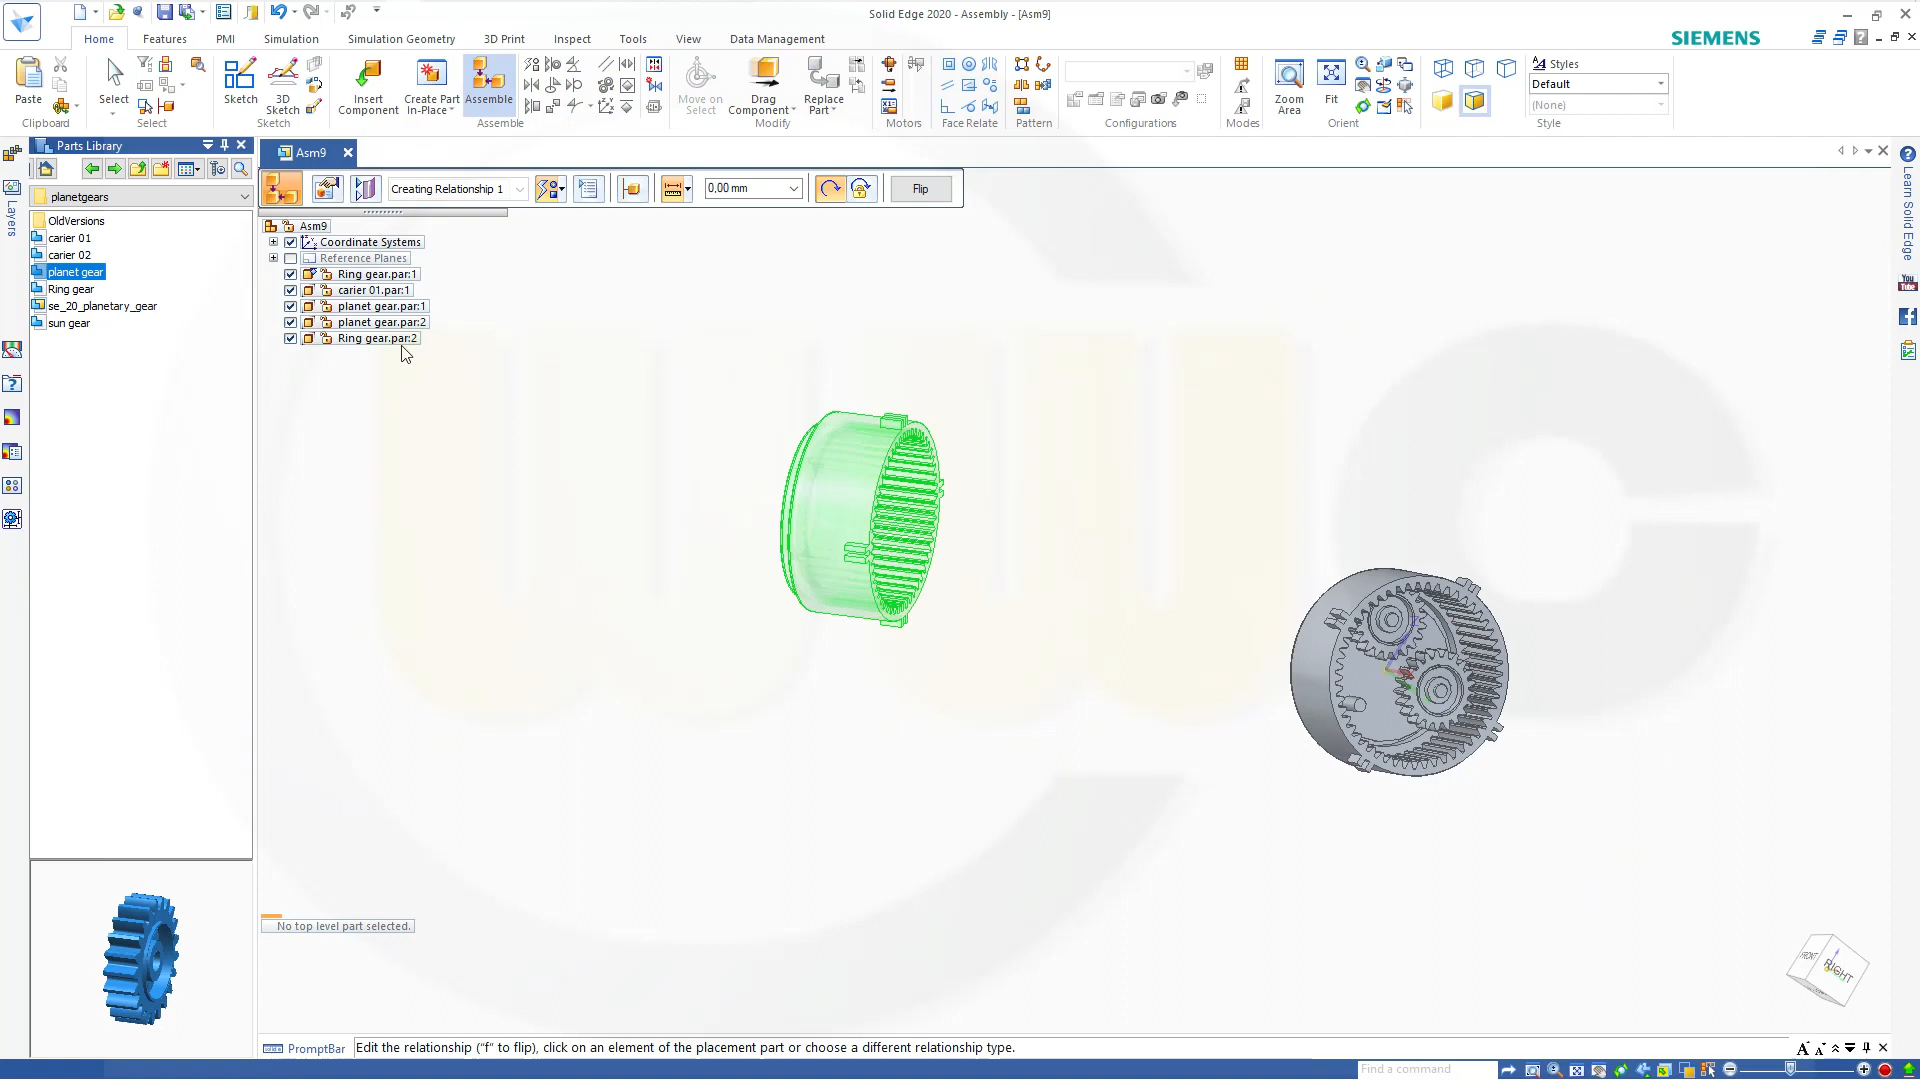 Solid Edge 2020 - Assembly - [Asm9]
Home Features PMI Simulation Simulation Geometry 3D Print Inspect Tools View Data Management
SIEMENS
Paste
Clipboard
Select
Select
Sketch
3D Sketch
Sketch
Insert Component
Create Part In-Place
Assemble
Assemble
Move on Select
Drag Component
Replace Part
Modify
Motors
Face Relate
Pattern
Configurations
Modes
Zoom Area
Fit
Orient
Styles
Default
(None)
Style
Parts Library
Asm9
planetgears
Creating Relationship 1
0,00 mm
Flip
OldVersions
carier 01
carier 02
planet gear
Ring gear
se_20_planetary_gear
sun gear
Layers
Asm9
Coordinate Systems
Reference Planes
Ring gear.par:1
carier 01.par:1
planet gear.par:1
planet gear.par:2
Ring gear.par:2
Learn Solid Edge
You Tube
No top level part selected.
FRONT
RIGHT
PromptBar
Edit the relationship ("f" to flip), click on an element of the placement part or choose a different relationship type.
Find a command